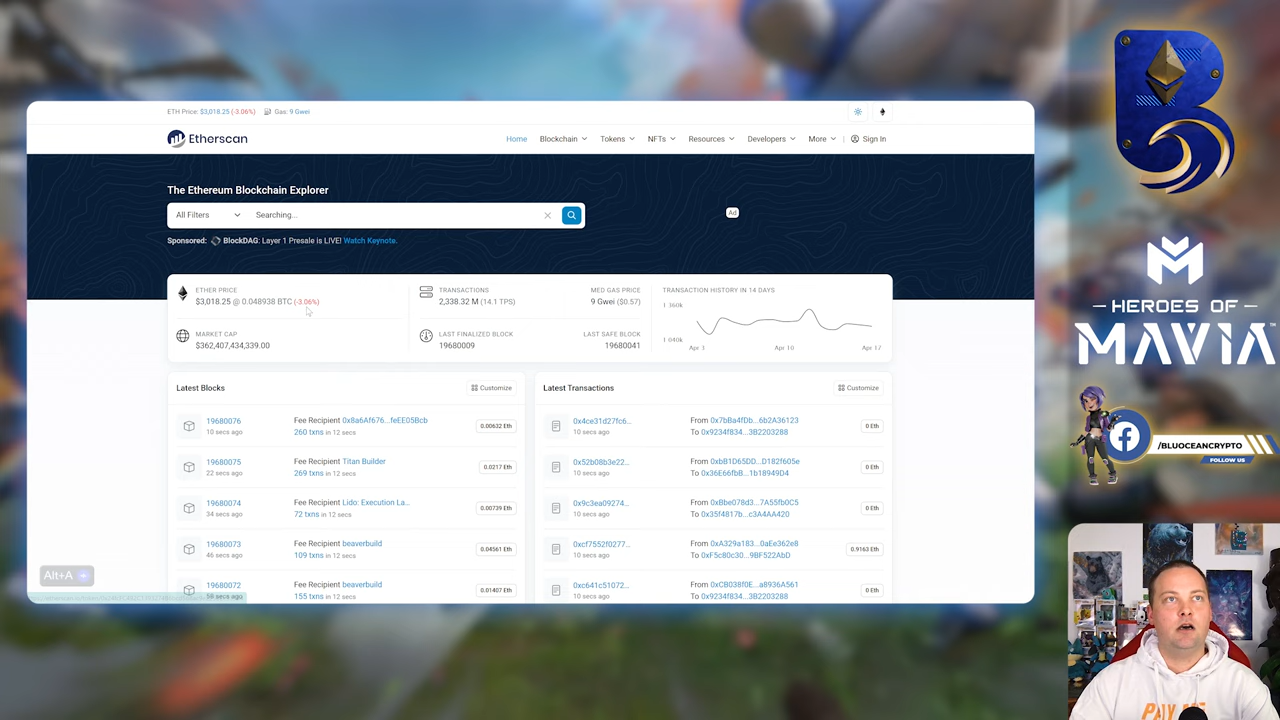 ETH Price: $3,018.25 (-3.06%) Gas: 9 Gwei
Etherscan
Home Blockchain Tokens NFTs Resources Developers More | Sign In
The Ethereum Blockchain Explorer
All Filters Searching...
Ad
Sponsored: BlockDAG: Layer 1 Presale is LIVE! Watch Keynote.
ETHER PRICE
$3,018.25 @ 0.048938 BTC (-3.06%)
MARKET CAP
$362,407,434,339.00
TRANSACTIONS
2,338.32 M (14.1 TPS)
MED GAS PRICE
9 Gwei ($0.57)
LAST FINALIZED BLOCK
19680009
LAST SAFE BLOCK
19680041
TRANSACTION HISTORY IN 14 DAYS
1 360k
1 040k
Apr 3 Apr 10 Apr 17
Latest Blocks
Customize
19680076
10 secs ago
Fee Recipient 0x8a6Af676...feEE05Bcb
260 txns in 12 secs
0.00632 Eth
19680075
22 secs ago
Fee Recipient Titan Builder
269 txns in 12 secs
0.0217 Eth
19680074
34 secs ago
Fee Recipient Lido: Execution La...
72 txns in 12 secs
0.00739 Eth
19680073
46 secs ago
Fee Recipient beaverbuild
109 txns in 12 secs
0.04561 Eth
19680072
58 secs ago
Fee Recipient beaverbuild
155 txns in 12 secs
0.01407 Eth
Latest Transactions
Customize
0x4ce31d27fc6...
10 secs ago
From 0x7bBa4fDb...6b2A36123
To 0x9234f834...3B2203288
0 Eth
0x52b08b3e22...
10 secs ago
From 0xbB1D65DD...D182f605e
To 0x36E66fbB...1b18949D4
0 Eth
0x9c3ea09274...
10 secs ago
From 0xBbe078d3...7A55fb0C5
To 0x35f4817b...c3A4AA420
0 Eth
0xcf7552f0277...
10 secs ago
From 0xA329a183...0aEe362e8
To 0xF5c80c30...9BF522AbD
0.9163 Eth
0xc641c51072...
10 secs ago
From 0xCB038f0E...a8936A561
To 0x9234f834...3B2203288
0 Eth
Alt+A
B
HEROES OF
MAVIA
/BLUOCEANCRYPTO
FOLLOW US